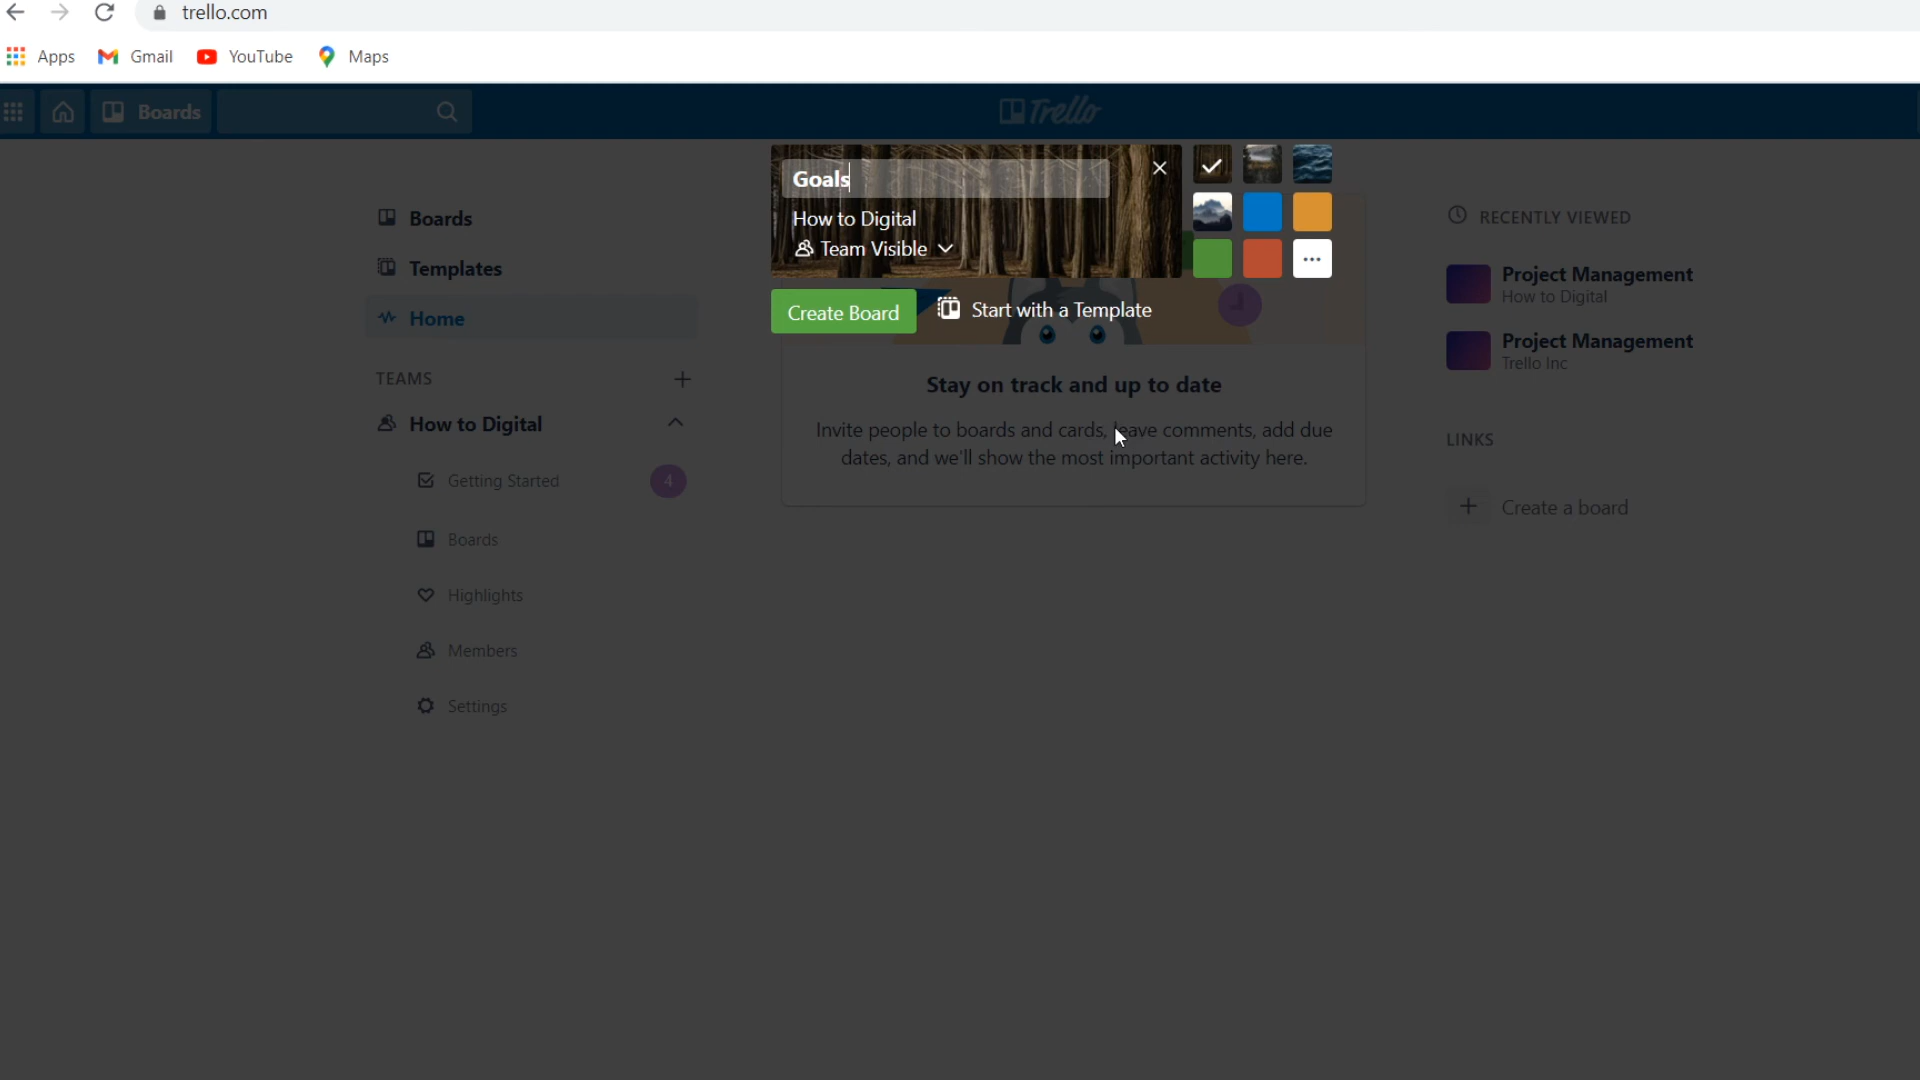 trello.com
Apps Gmail YouTube Maps
Boards
Trello
Goals
How to Digital
Team Visible
Create Board Start with a Template
Boards
Templates
Home
TEAMS
How to Digital
Getting Started 4
Boards
Highlights
Members
Settings
Stay on track and up to date
Invite people to boards and cards, leave comments, add due
dates, and we'll show the most important activity here.
RECENTLY VIEWED
Project Management
How to Digital
Project Management
Trello Inc
LINKS
Create a board